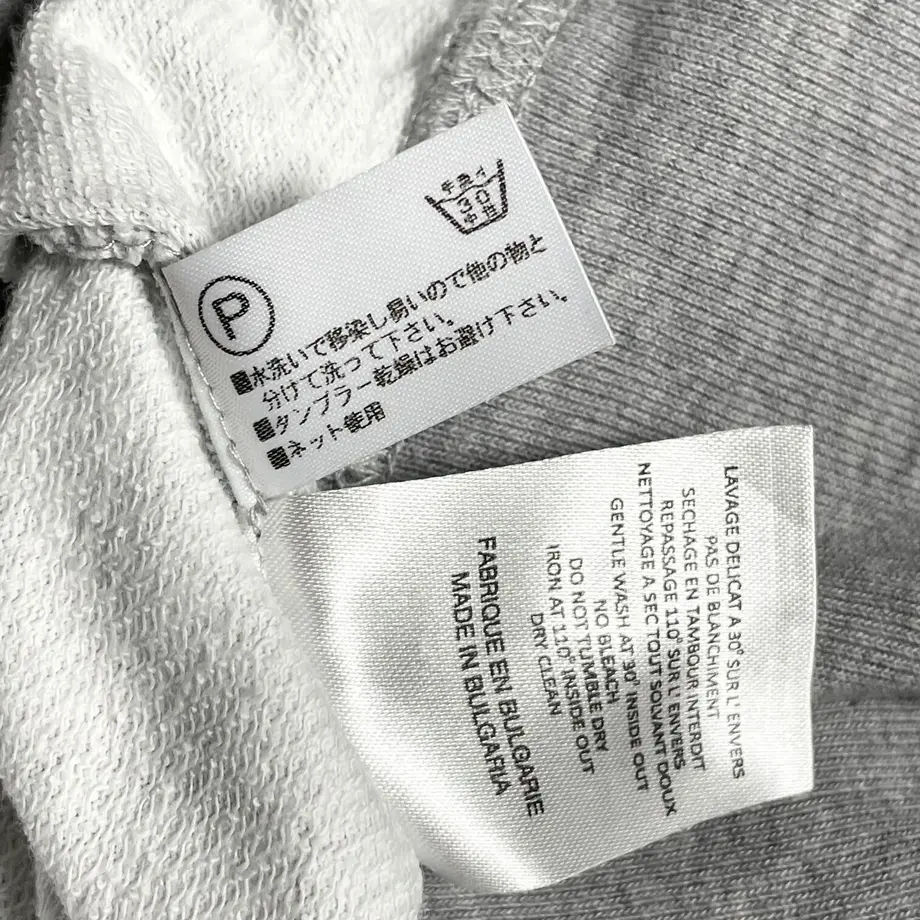 手洗イ
30
中性
P
■水洗いで移染し易いので他の物と
分けて洗って下さい。
■タンブラー乾燥はお避け下さい。
■ネット使用
LAVAGE DELICAT A 30° SUR L' ENVERS
PAS DE BLANCHIMENT
SECHAGE EN TAMBOUR INTERDIT
REPASSAGE 110° SUR L' ENVERS
NETTOYAGE A SEC TOUT SOLVANT DOUX
GENTLE WASH AT 30° INSIDE OUT
NO BLEACH
DO NOT TUMBLE DRY
IRON AT 110° INSIDE OUT
DRY CLEAN
FABRIQUE EN BULGARIE
MADE IN BULGARIA